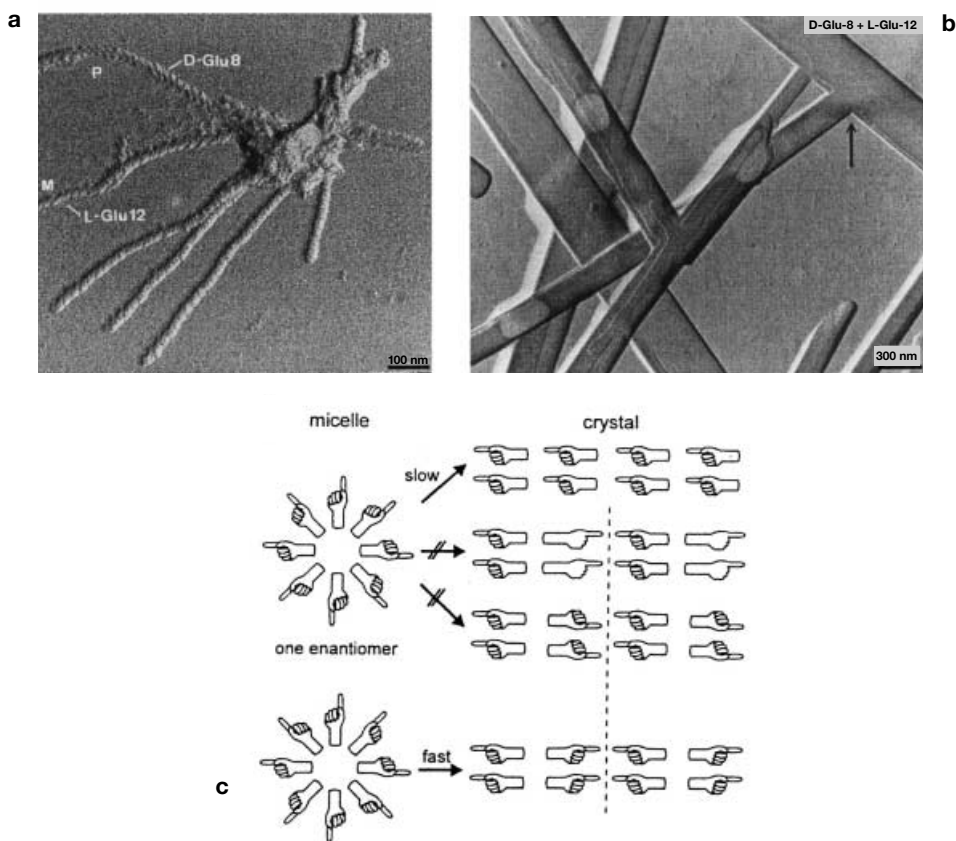 a
D-Glu8
P
M
L-Glu12
100 nm
D-Glu-8 + L-Glu-12
b
300 nm
micelle
crystal
slow
one enantiomer
fast
c